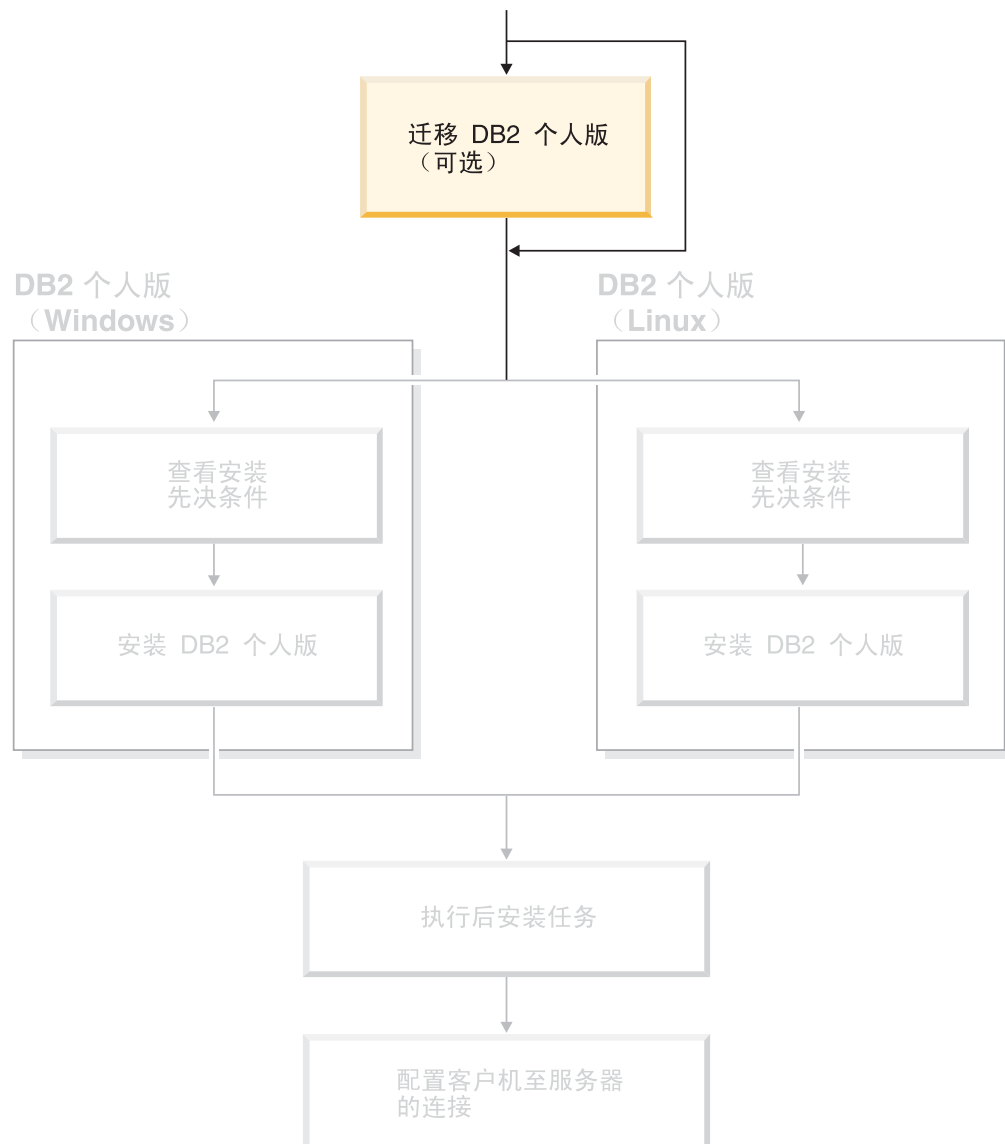 迁移 DB2 个人版
（可选）
DB2 个人版
（Windows）
DB2 个人版
（Linux）
查看安装
先决条件
查看安装
先决条件
安装 DB2 个人版
安装 DB2 个人版
执行后安装任务
配置客户机至服务器
的连接